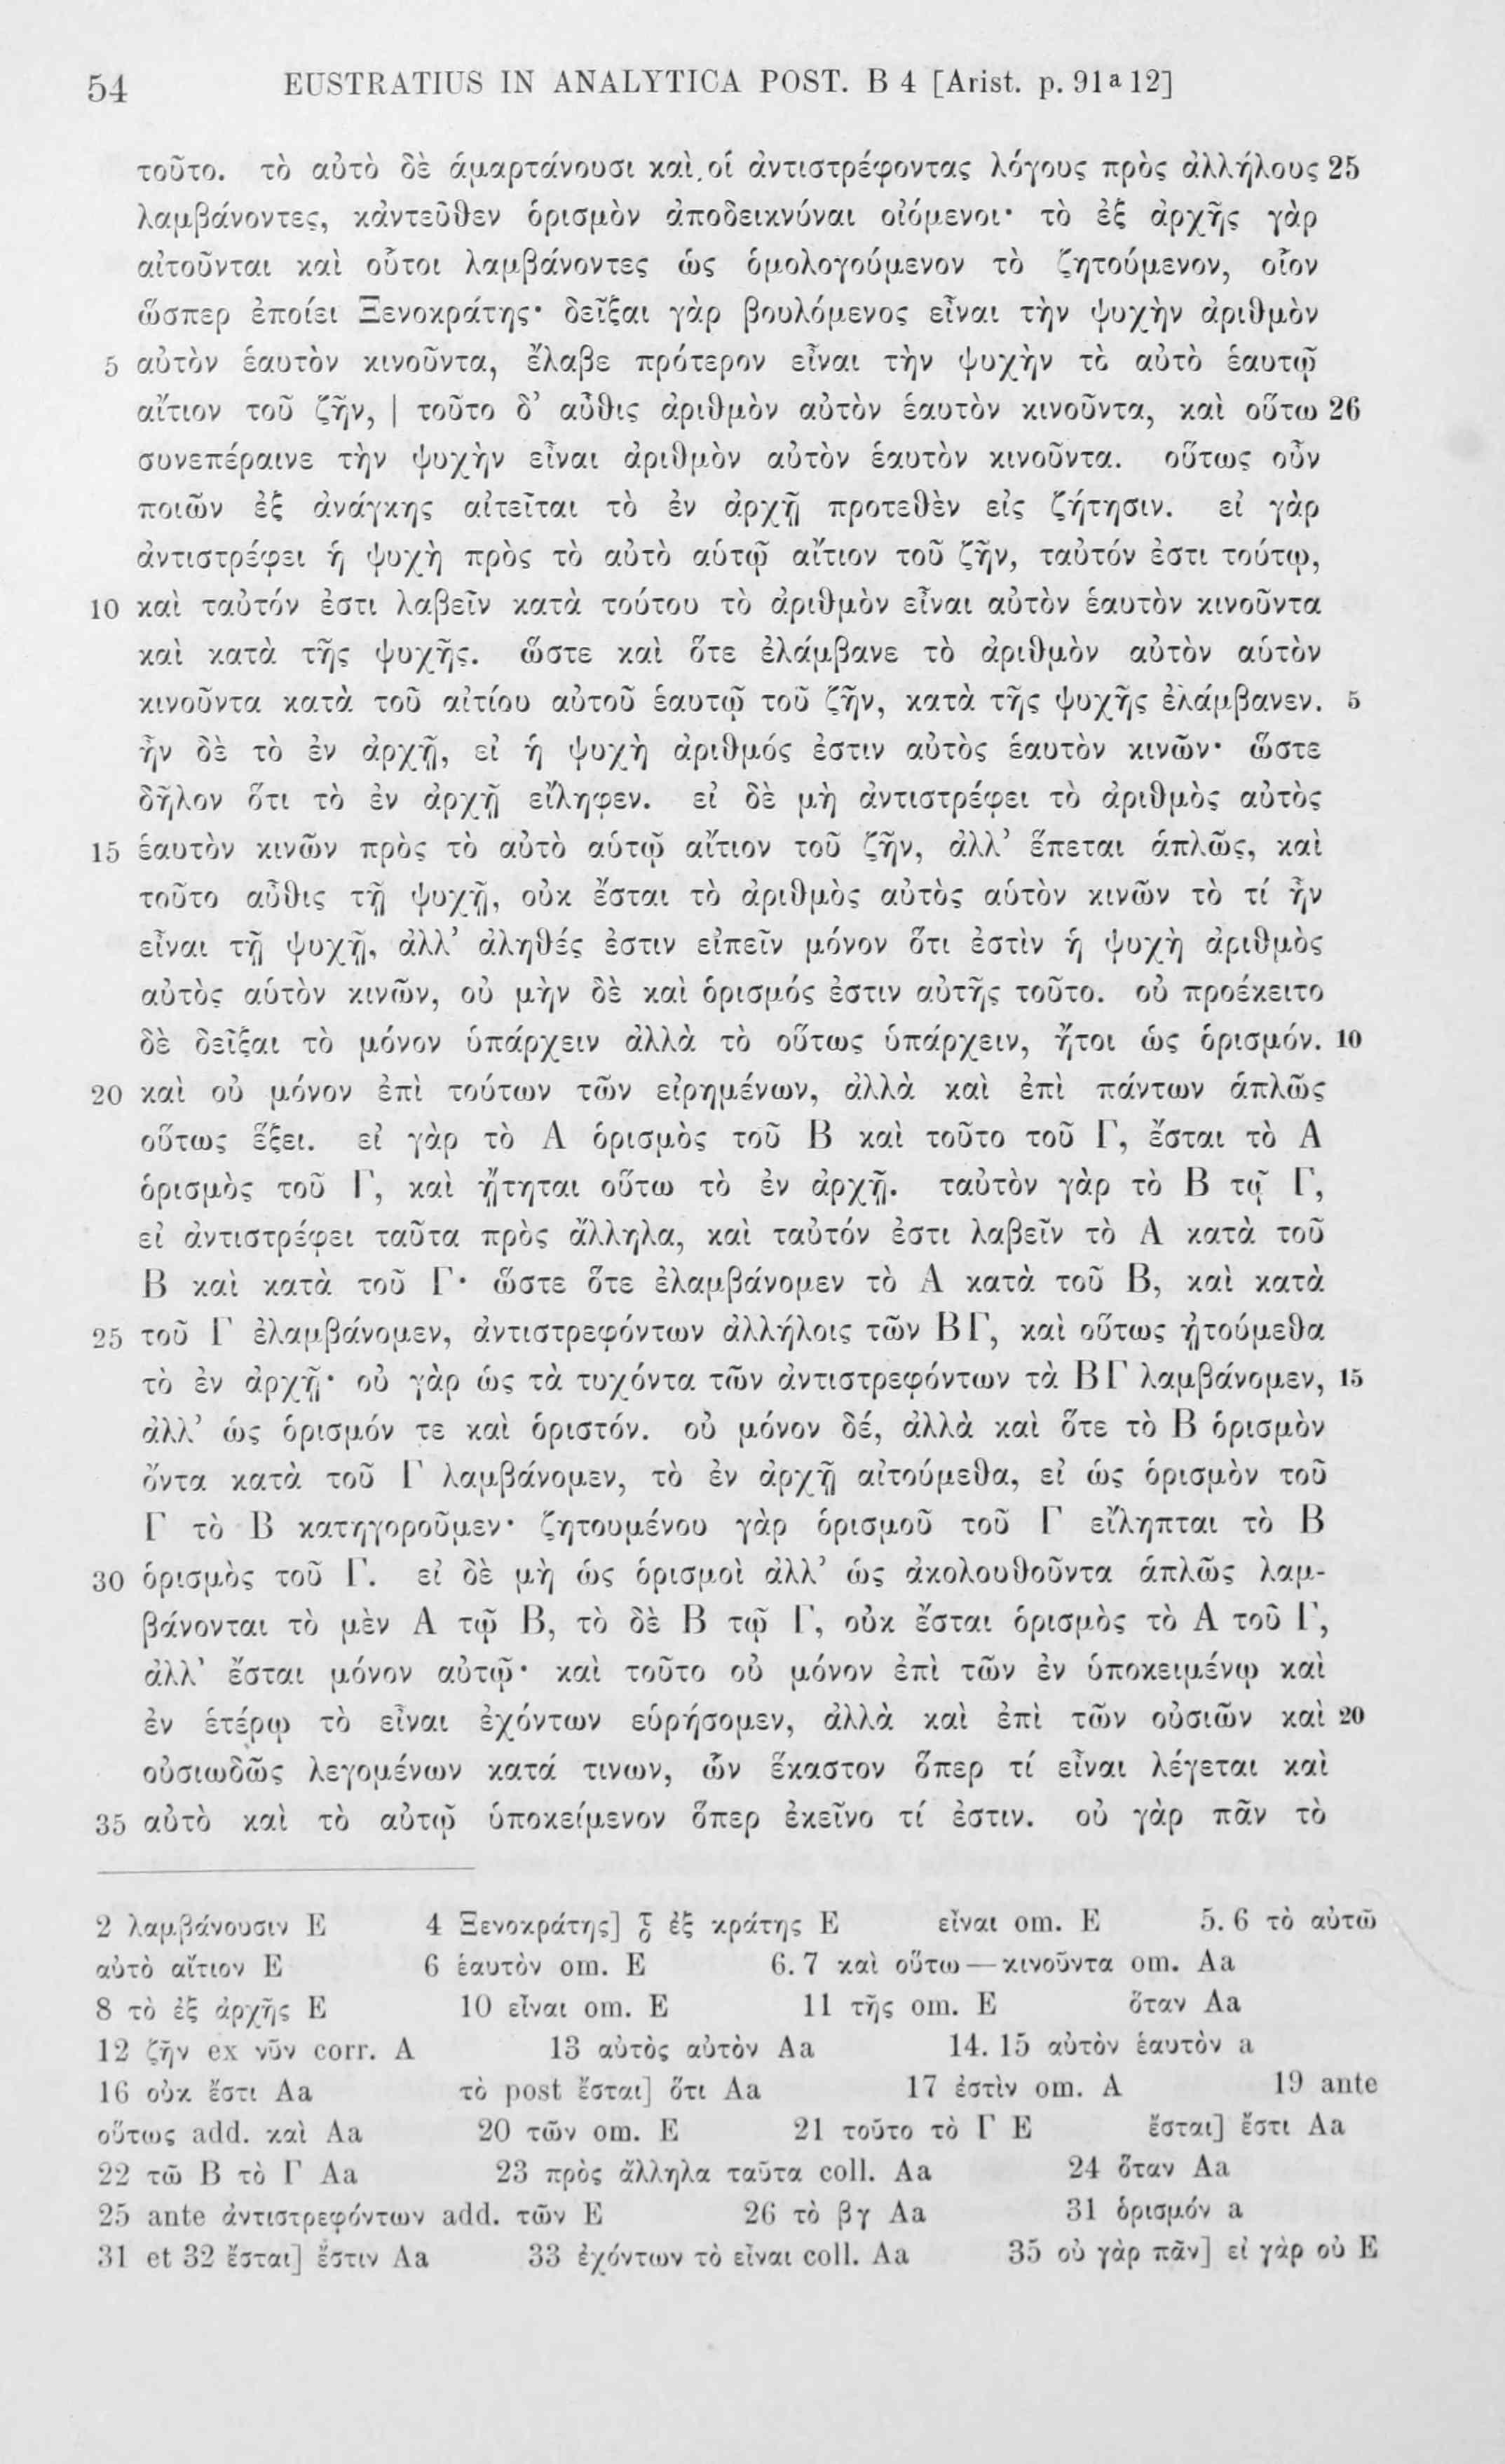 54 EUSTRATIUS IN ANALYTICA POST. B 4 [Arist. p. 91a12]
τοῦτο. τὸ αὐτὸ δὲ ἁμαρτάνουσι καὶ οἱ ἀντιστρέφοντας λόγους πρὸς ἀλλήλους 25
λαμβάνοντες, κἀντεῦθεν ὁρισμὸν ἀποδεικνύναι οἰόμενοι· τὸ ἐξ ἀρχῆς γὰρ
αἰτοῦνται καὶ οὗτοι λαμβάνοντες ὡς ὁμολογούμενον τὸ ζητούμενον, οἷον
ὥσπερ ἐποίει Ξενοκράτης· δεῖξαι γὰρ βουλόμενος εἶναι τὴν ψυχὴν ἀριθμὸν
5 αὐτὸν ἑαυτὸν κινοῦντα, ἔλαβε πρότερον εἶναι τὴν ψυχὴν τὸ αὐτὸ ἑαυτῷ
αἴτιον τοῦ ζῆν, | τοῦτο δ’ αὖθις ἀριθμὸν αὐτὸν ἑαυτὸν κινοῦντα, καὶ οὕτω 26
συνεπέραινε τὴν ψυχὴν εἶναι ἀριθμὸν αὐτὸν ἑαυτὸν κινοῦντα. οὕτως οὖν
ποιῶν ἐξ ἀνάγκης αἰτεῖται τὸ ἐν ἀρχῇ προτεθὲν εἰς ζήτησιν. εἰ γὰρ
ἀντιστρέφει ἡ ψυχὴ πρὸς τὸ αὐτὸ αὑτῷ αἴτιον τοῦ ζῆν, ταὐτόν ἐστι τούτῳ,
10 καὶ ταὐτόν ἐστι λαβεῖν κατὰ τούτου τὸ ἀριθμὸν εἶναι αὐτὸν ἑαυτὸν κινοῦντα
καὶ κατὰ τῆς ψυχῆς. ὥστε καὶ ὅτε ἐλάμβανε τὸ ἀριθμὸν αὐτὸν αὑτὸν
κινοῦντα κατὰ τοῦ αἰτίου αὐτοῦ ἑαυτῷ τοῦ ζῆν, κατὰ τῆς ψυχῆς ἐλάμβανεν. 5
ἦν δὲ τὸ ἐν ἀρχῇ, εἰ ἡ ψυχὴ ἀριθμός ἐστιν αὐτὸς ἑαυτὸν κινῶν· ὥστε
δῆλον ὅτι τὸ ἐν ἀρχῇ εἴληφεν. εἰ δὲ μὴ ἀντιστρέφει τὸ ἀριθμὸς αὐτὸς
15 ἑαυτὸν κινῶν πρὸς τὸ αὐτὸ αὑτῷ αἴτιον τοῦ ζῆν, ἀλλ’ ἕπεται ἁπλῶς, καὶ
τοῦτο αὖθις τῇ ψυχῇ, οὐκ ἔσται τὸ ἀριθμὸς αὐτὸς αὑτὸν κινῶν τὸ τί ἦν
εἶναι τῇ ψυχῇ, ἀλλ’ ἀληθές ἐστιν εἰπεῖν μόνον ὅτι ἐστὶν ἡ ψυχὴ ἀριθμὸς
αὐτὸς αὑτὸν κινῶν, οὐ μὴν δὲ καὶ ὁρισμός ἐστιν αὐτῆς τοῦτο. οὐ προέκειτο
δὲ δεῖξαι τὸ μόνον ὑπάρχειν ἀλλὰ τὸ οὕτως ὑπάρχειν, ἤτοι ὡς ὁρισμόν. 10
20 καὶ οὐ μόνον ἐπὶ τούτων τῶν εἰρημένων, ἀλλὰ καὶ ἐπὶ πάντων ἁπλῶς
οὕτως ἕξει. εἰ γὰρ τὸ Α ὁρισμὸς τοῦ Β καὶ τοῦτο τοῦ Γ, ἔσται τὸ Α
ὁρισμὸς τοῦ Γ, καὶ ᾔτηται οὕτω τὸ ἐν ἀρχῇ. ταὐτὸν γὰρ τὸ Β τῷ Γ,
εἰ ἀντιστρέφει ταῦτα πρὸς ἄλληλα, καὶ ταὐτόν ἐστι λαβεῖν τὸ Α κατὰ τοῦ
Β καὶ κατὰ τοῦ Γ· ὥστε ὅτε ἐλαμβάνομεν τὸ Α κατὰ τοῦ Β, καὶ κατὰ
25 τοῦ Γ ἐλαμβάνομεν, ἀντιστρεφόντων ἀλλήλοις τῶν ΒΓ, καὶ οὕτως ᾐτούμεθα
τὸ ἐν ἀρχῇ· οὐ γὰρ ὡς τὰ τυχόντα τῶν ἀντιστρεφόντων τὰ ΒΓ λαμβάνομεν, 15
ἀλλ’ ὡς ὁρισμόν τε καὶ ὁριστόν. οὐ μόνον δέ, ἀλλὰ καὶ ὅτε τὸ Β ὁρισμὸν
ὄντα κατὰ τοῦ Γ λαμβάνομεν, τὸ ἐν ἀρχῇ αἰτούμεθα, εἰ ὡς ὁρισμὸν τοῦ
Γ τὸ Β κατηγοροῦμεν· ζητουμένου γὰρ ὁρισμοῦ τοῦ Γ εἴληπται τὸ Β
30 ὁρισμὸς τοῦ Γ. εἰ δὲ μὴ ὡς ὁρισμοὶ ἀλλ’ ὡς ἀκολουθοῦντα ἁπλῶς λαμ-
βάνονται τὸ μὲν Α τῷ Β, τὸ δὲ Β τῷ Γ, οὐκ ἔσται ὁρισμὸς τὸ Α τοῦ Γ,
ἀλλ’ ἔσται μόνον αὐτῷ· καὶ τοῦτο οὐ μόνον ἐπὶ τῶν ἐν ὑποκειμένῳ καὶ
ἐν ἑτέρῳ τὸ εἶναι ἐχόντων εὑρήσομεν, ἀλλὰ καὶ ἐπὶ τῶν οὐσιῶν καὶ 20
οὐσιωδῶς λεγομένων κατά τινων, ὧν ἕκαστον ὅπερ τί εἶναι λέγεται καὶ
35 αὐτὸ καὶ τὸ αὐτῷ ὑποκείμενον ὅπερ ἐκεῖνο τί ἐστιν. οὐ γὰρ πᾶν τὸ
2 λαμβάνουσιν E 4 Ξενοκράτης] ἐξ κράτης E εἶναι om. E 5. 6 τὸ αὐτῶ
αὐτὸ αἴτιον E 6 ἑαυτὸν om. E 6. 7 καὶ οὕτω — κινοῦντα om. Aa
8 τὸ ἐξ ἀρχῆς E 10 εἶναι om. E 11 τῆς om. E ὅταν Aa
12 ζῆν ex νῦν corr. A 13 αὐτὸς αὐτὸν Aa 14. 15 αὐτὸν ἑαυτὸν a
16 οὐκ ἔστι Aa τὸ post ἔσται] ὅτι Aa 17 ἐστὶν om. A 19 ante
οὕτως add. καὶ Aa 20 τῶν om. E 21 τοῦτο τὸ Γ E ἔσται] ἔστι Aa
22 τῶ Β τὸ Γ Aa 23 πρὸς ἄλληλα ταῦτα coll. Aa 24 ὅταν Aa
25 ante ἀντιστρεφόντων add. τῶν E 26 τὸ βγ Aa 31 ὁρισμόν a
31 et 32 ἔσται] ἔστιν Aa 33 ἐχόντων τὸ εἶναι coll. Aa 35 οὐ γὰρ πᾶν] εἰ γὰρ οὐ E